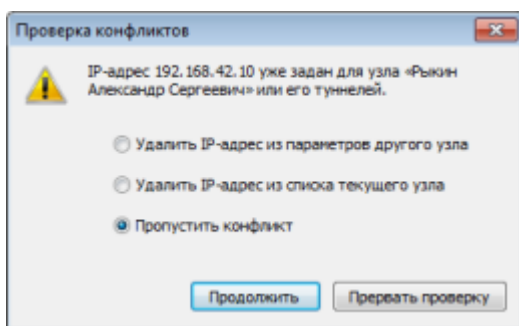 Проверка конфликтов
IP-адрес 192.168.42.10 уже задан для узла «Рыкин
Александр Сергеевич» или его туннелей.
Удалить IP-адрес из параметров другого узла
Удалить IP-адрес из списка текущего узла
Пропустить конфликт
Продолжить
Прервать проверку